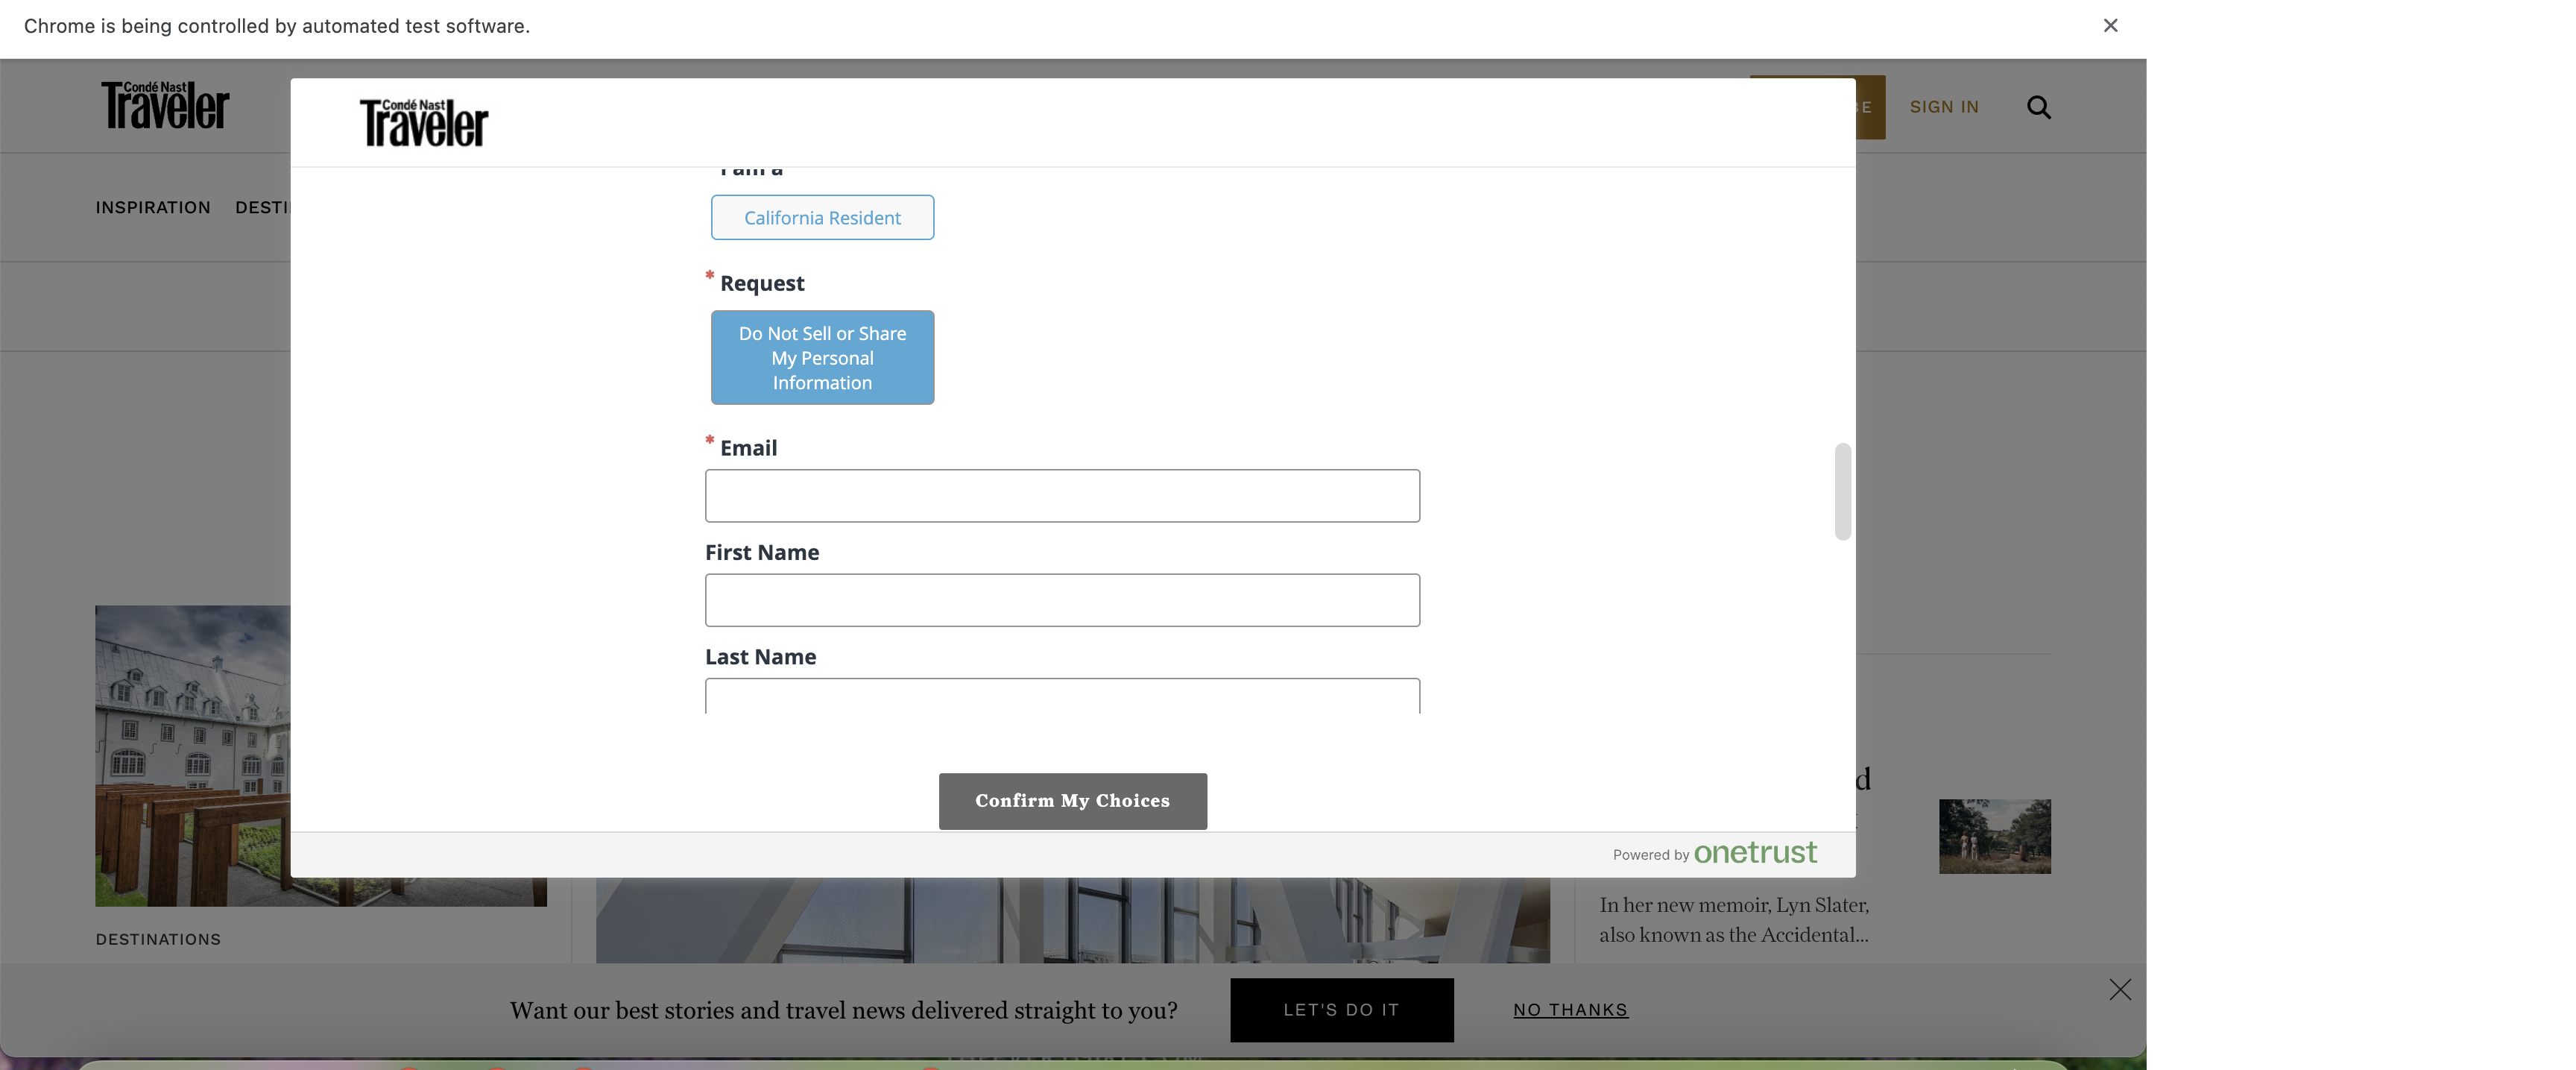 Chrome is being controlled by automated test software.
Condé Nast
Traveler
SIGN IN
Condé Nast
Traveler
INSPIRATION
I am a
California Resident
* Request
Do Not Sell or Share
My Personal
Information
* Email
First Name
Last Name
Confirm My Choices
Powered by onetrust
DESTINATIONS
In her new memoir, Lyn Slater,
also known as the Accidental...
Want our best stories and travel news delivered straight to you?
LET'S DO IT
NO THANKS